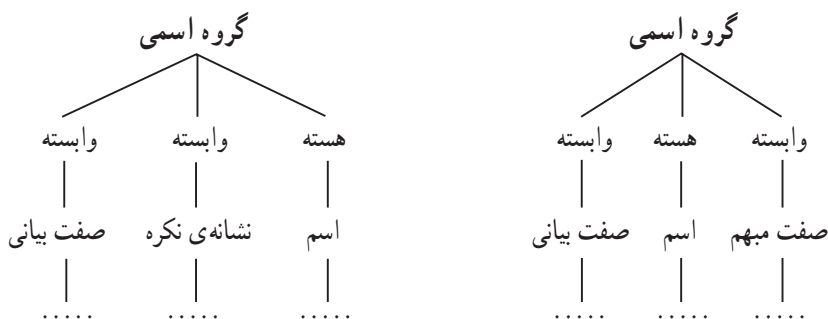 گروه اسمی
وابسته هسته وابسته
صفت مبهم اسم صفت بیانی
..... ..... .....
گروه اسمی
هسته وابسته وابسته
اسم نشانه‌ی نکره صفت بیانی
..... ..... .....